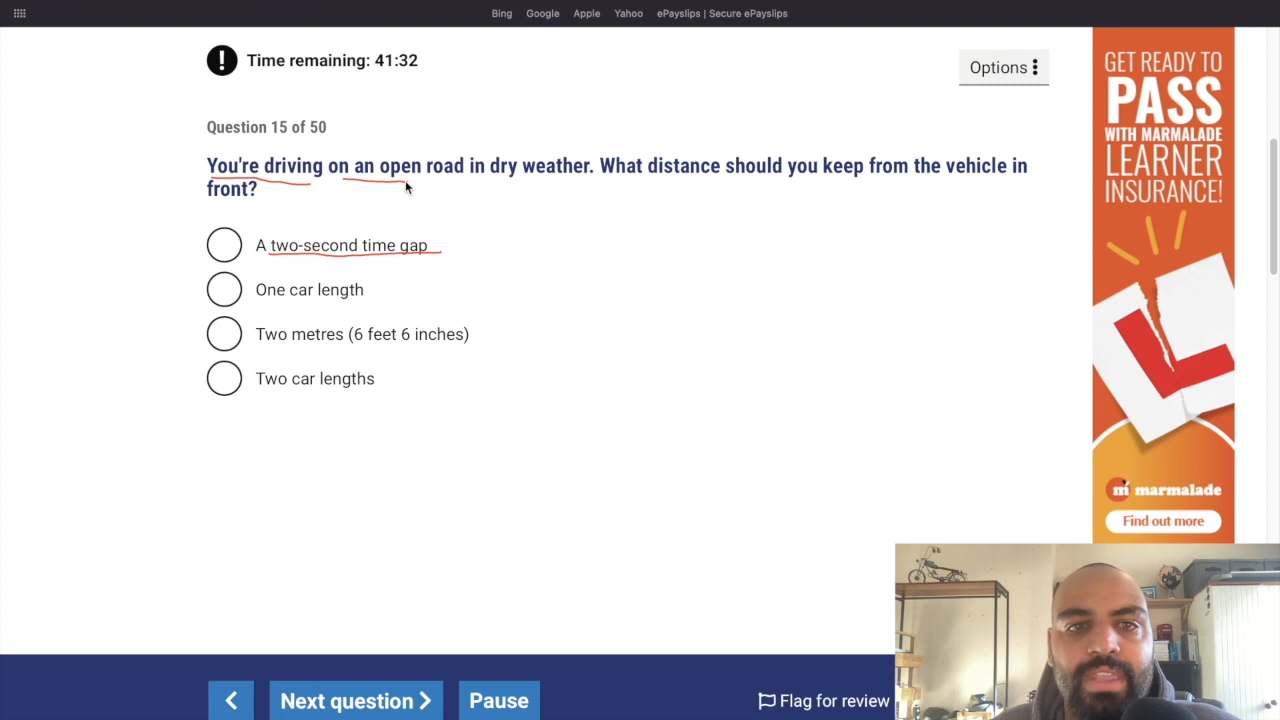 Bing Google Apple Yahoo ePayslips | Secure ePayslips
! Time remaining: 41:32
Options
Question 15 of 50
You're driving on an open road in dry weather. What distance should you keep from the vehicle in
front?
A two-second time gap
One car length
Two metres (6 feet 6 inches)
Two car lengths
Next question
Pause
Flag for review
GET READY TO
PASS
WITH MARMALADE
LEARNER
INSURANCE!
m marmalade
Find out more